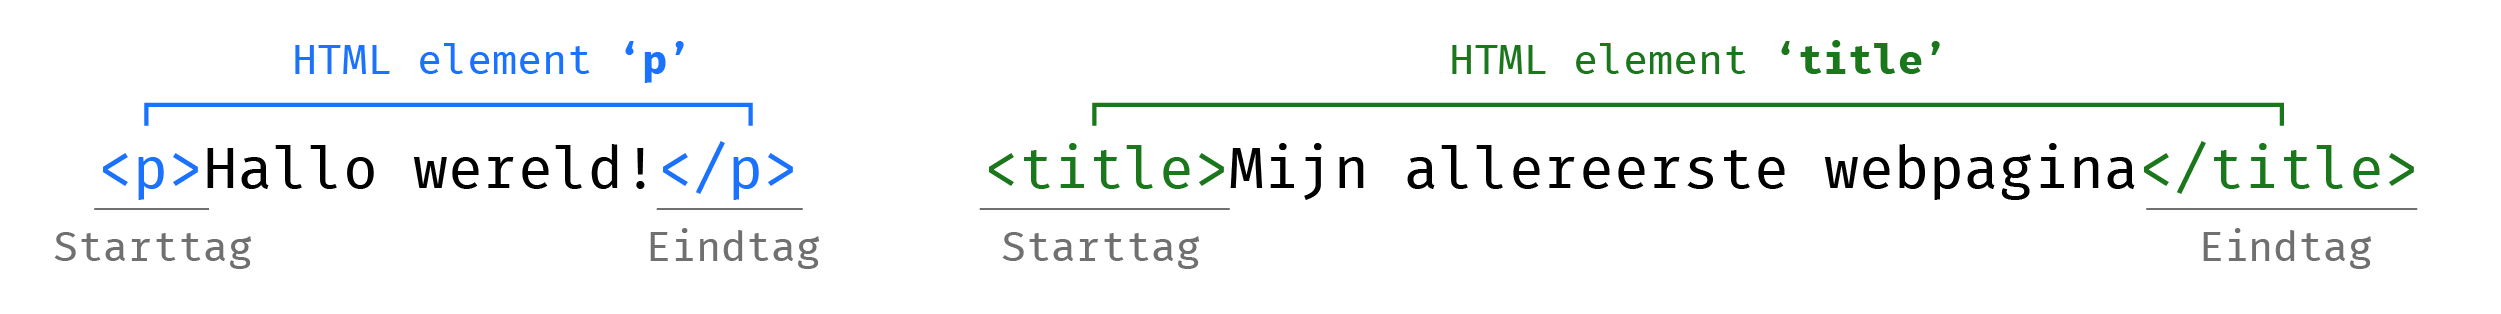 HTML element ‘p’
<p>Hallo wereld!</p>
Starttag
Eindtag
HTML element ‘title’
<title>Mijn allereerste webpagina</title>
Starttag
Eindtag